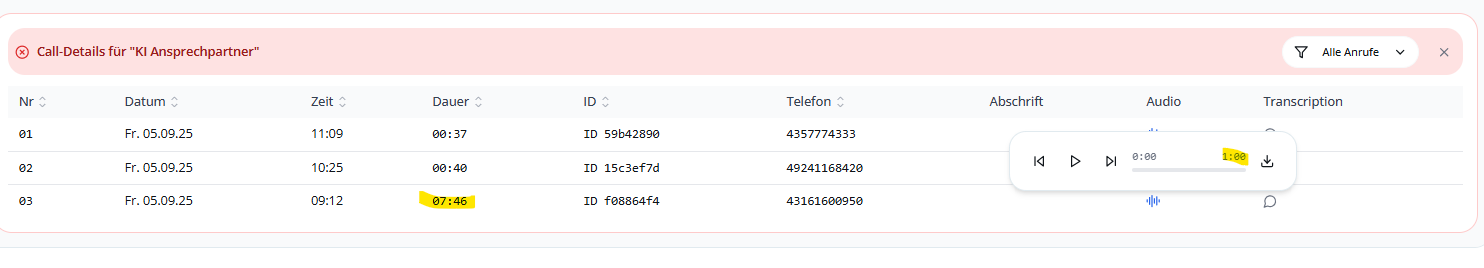 Call-Details für "KI Ansprechpartner" Alle Anrufe
Nr Datum Zeit Dauer ID Telefon Abschrift Audio Transcription
01 Fr. 05.09.25 11:09 00:37 ID 59b42890 4357774333
02 Fr. 05.09.25 10:25 00:40 ID 15c3ef7d 49241168420
0:00 1:00
03 Fr. 05.09.25 09:12 07:46 ID f08864f4 43161600950